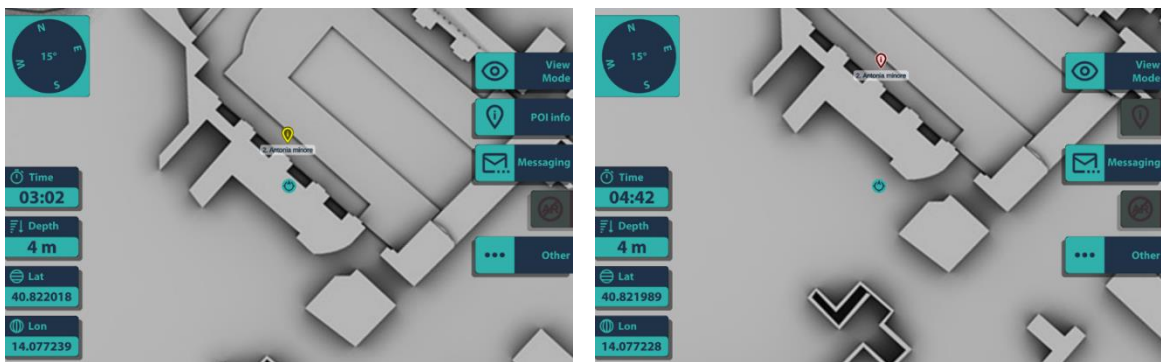 N
E
S
W
15°
2. Antonia minore
View
Mode
POI info
Messaging
AR
Other
Time
03:02
Depth
4 m
Lat
40.822018
Lon
14.077239
N
E
S
W
15°
2. Antonia minore
View
Mode
Messaging
AR
Other
Time
04:42
Depth
4 m
Lat
40.821989
Lon
14.077228